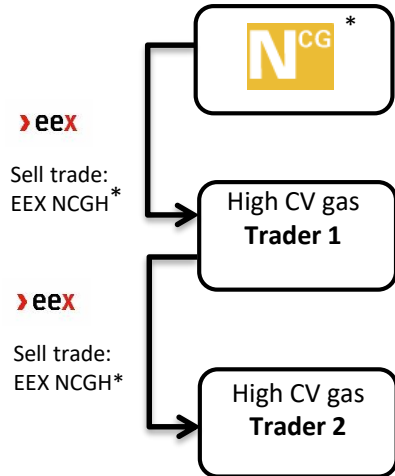 NCG *
eex
Sell trade:
EEX NCGH*
High CV gas
Trader 1
eex
Sell trade:
EEX NCGH*
High CV gas
Trader 2